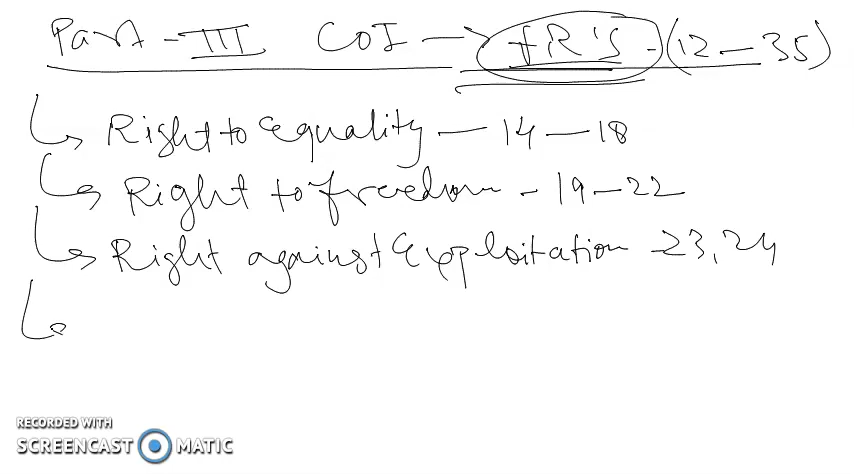 Part - III COI → FR'S - (12 - 35)
Right to equality - 14 - 18
Right to freedom - 19 - 22
Right against Exploitation 23, 24
RECORDED WITH
SCREENCAST MATIC